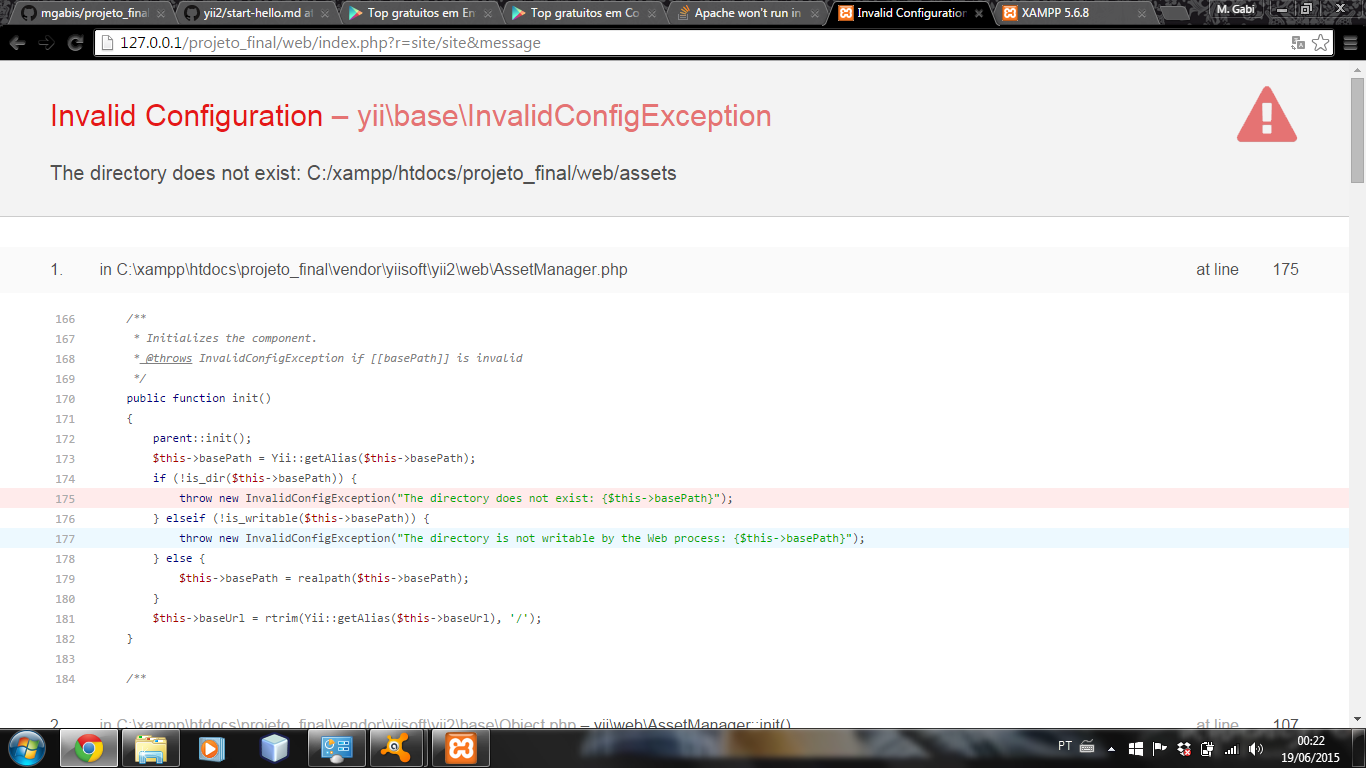 mgabis/projeto_final
yii2/start-hello.md at
Top gratuitos em En
Top gratuitos em Co
Apache won't run in
Invalid Configuration
XAMPP 5.6.8
M. Gabi
127.0.0.1/projeto_final/web/index.php?r=site/site&message
Invalid Configuration – yii\base\InvalidConfigException
The directory does not exist: C:/xampp/htdocs/projeto_final/web/assets
1. in C:\xampp\htdocs\projeto_final\vendor\yiisoft\yii2\web\AssetManager.php at line 175
166 /**
167 * Initializes the component.
168 * @throws InvalidConfigException if [[basePath]] is invalid
169 */
170 public function init()
171 {
172 parent::init();
173 $this->basePath = Yii::getAlias($this->basePath);
174 if (!is_dir($this->basePath)) {
175 throw new InvalidConfigException("The directory does not exist: {$this->basePath}");
176 } elseif (!is_writable($this->basePath)) {
177 throw new InvalidConfigException("The directory is not writable by the Web process: {$this->basePath}");
178 } else {
179 $this->basePath = realpath($this->basePath);
180 }
181 $this->baseUrl = rtrim(Yii::getAlias($this->baseUrl), '/');
182 }
183
184 /**
2. in C:\xampp\htdocs\projeto_final\vendor\yiisoft\yii2\base\Object.php – yii\web\AssetManager::init() at line 107
PT
00:22
19/06/2015